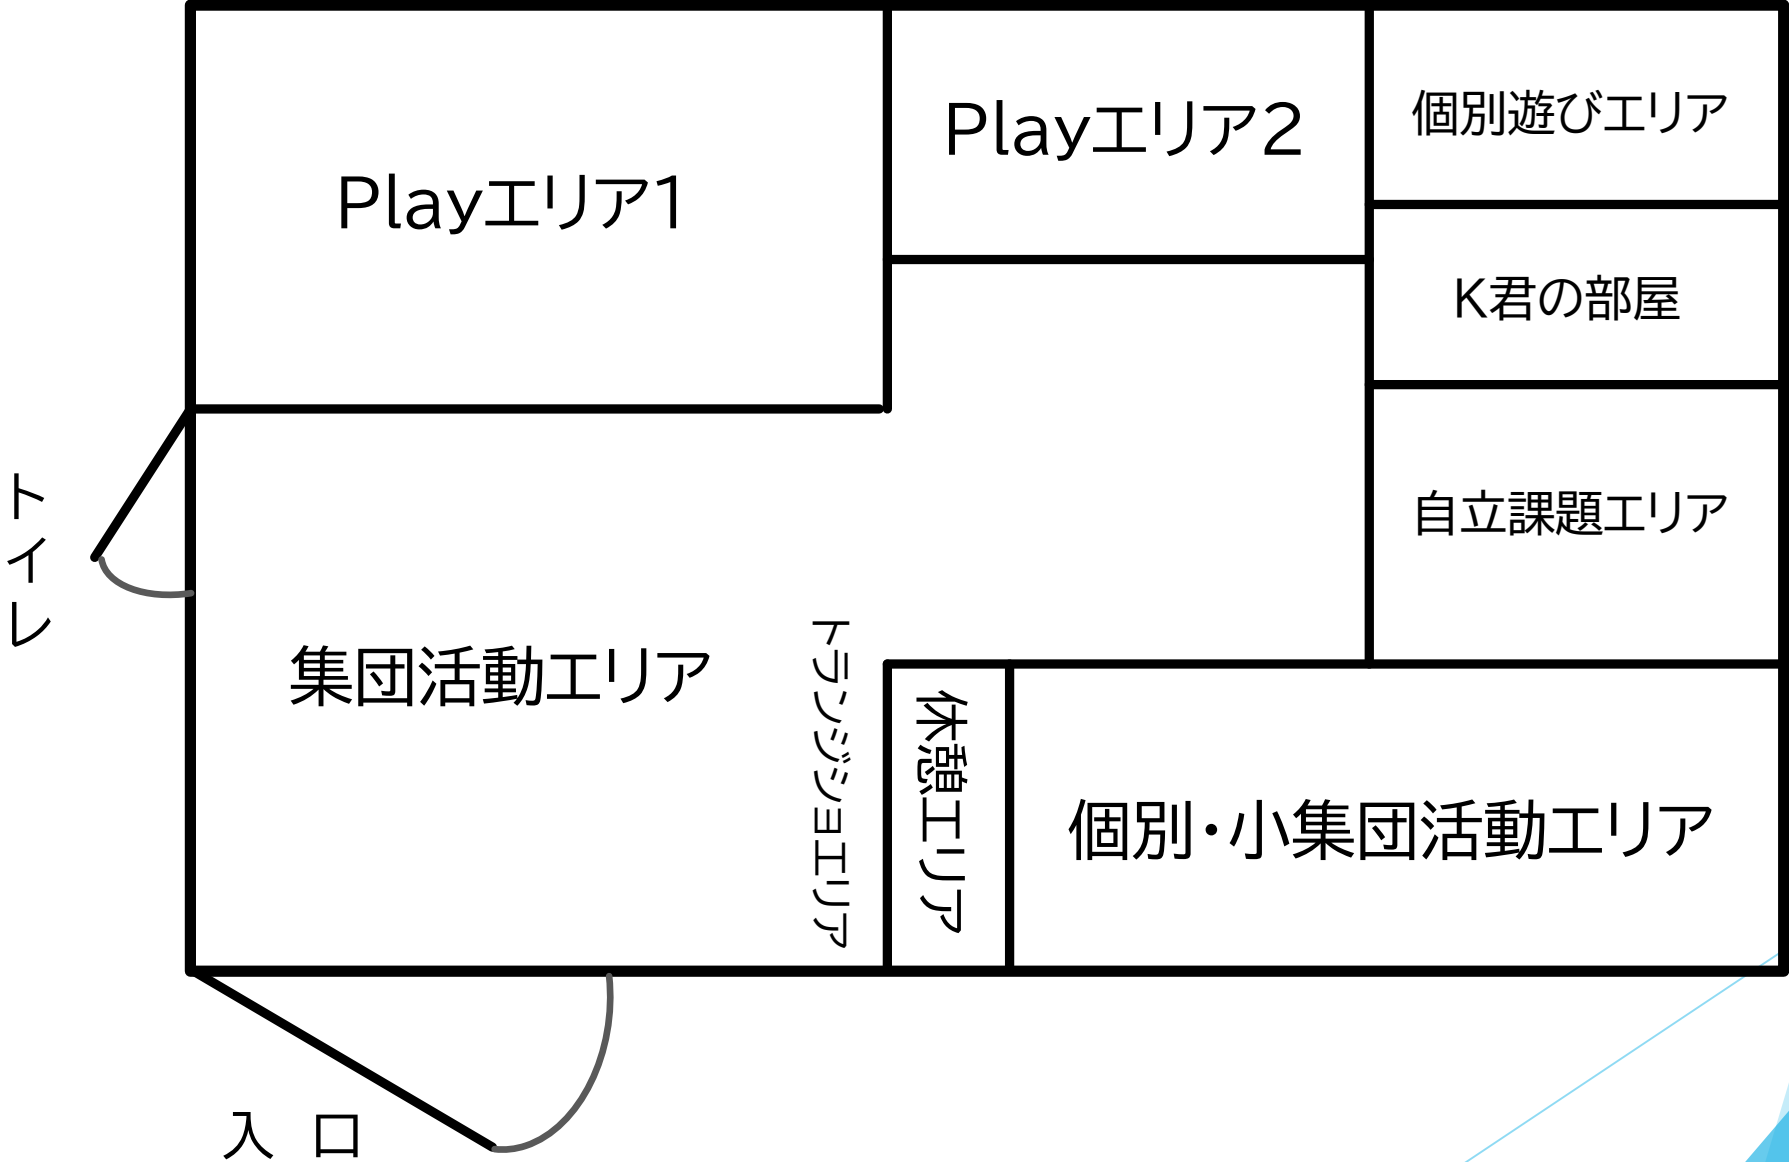 Playエリア1
Playエリア2
個別遊びエリア
K君の部屋
自立課題エリア
トイレ
集団活動エリア
トランジショエリア
休憩エリア
個別・小集団活動エリア
入口